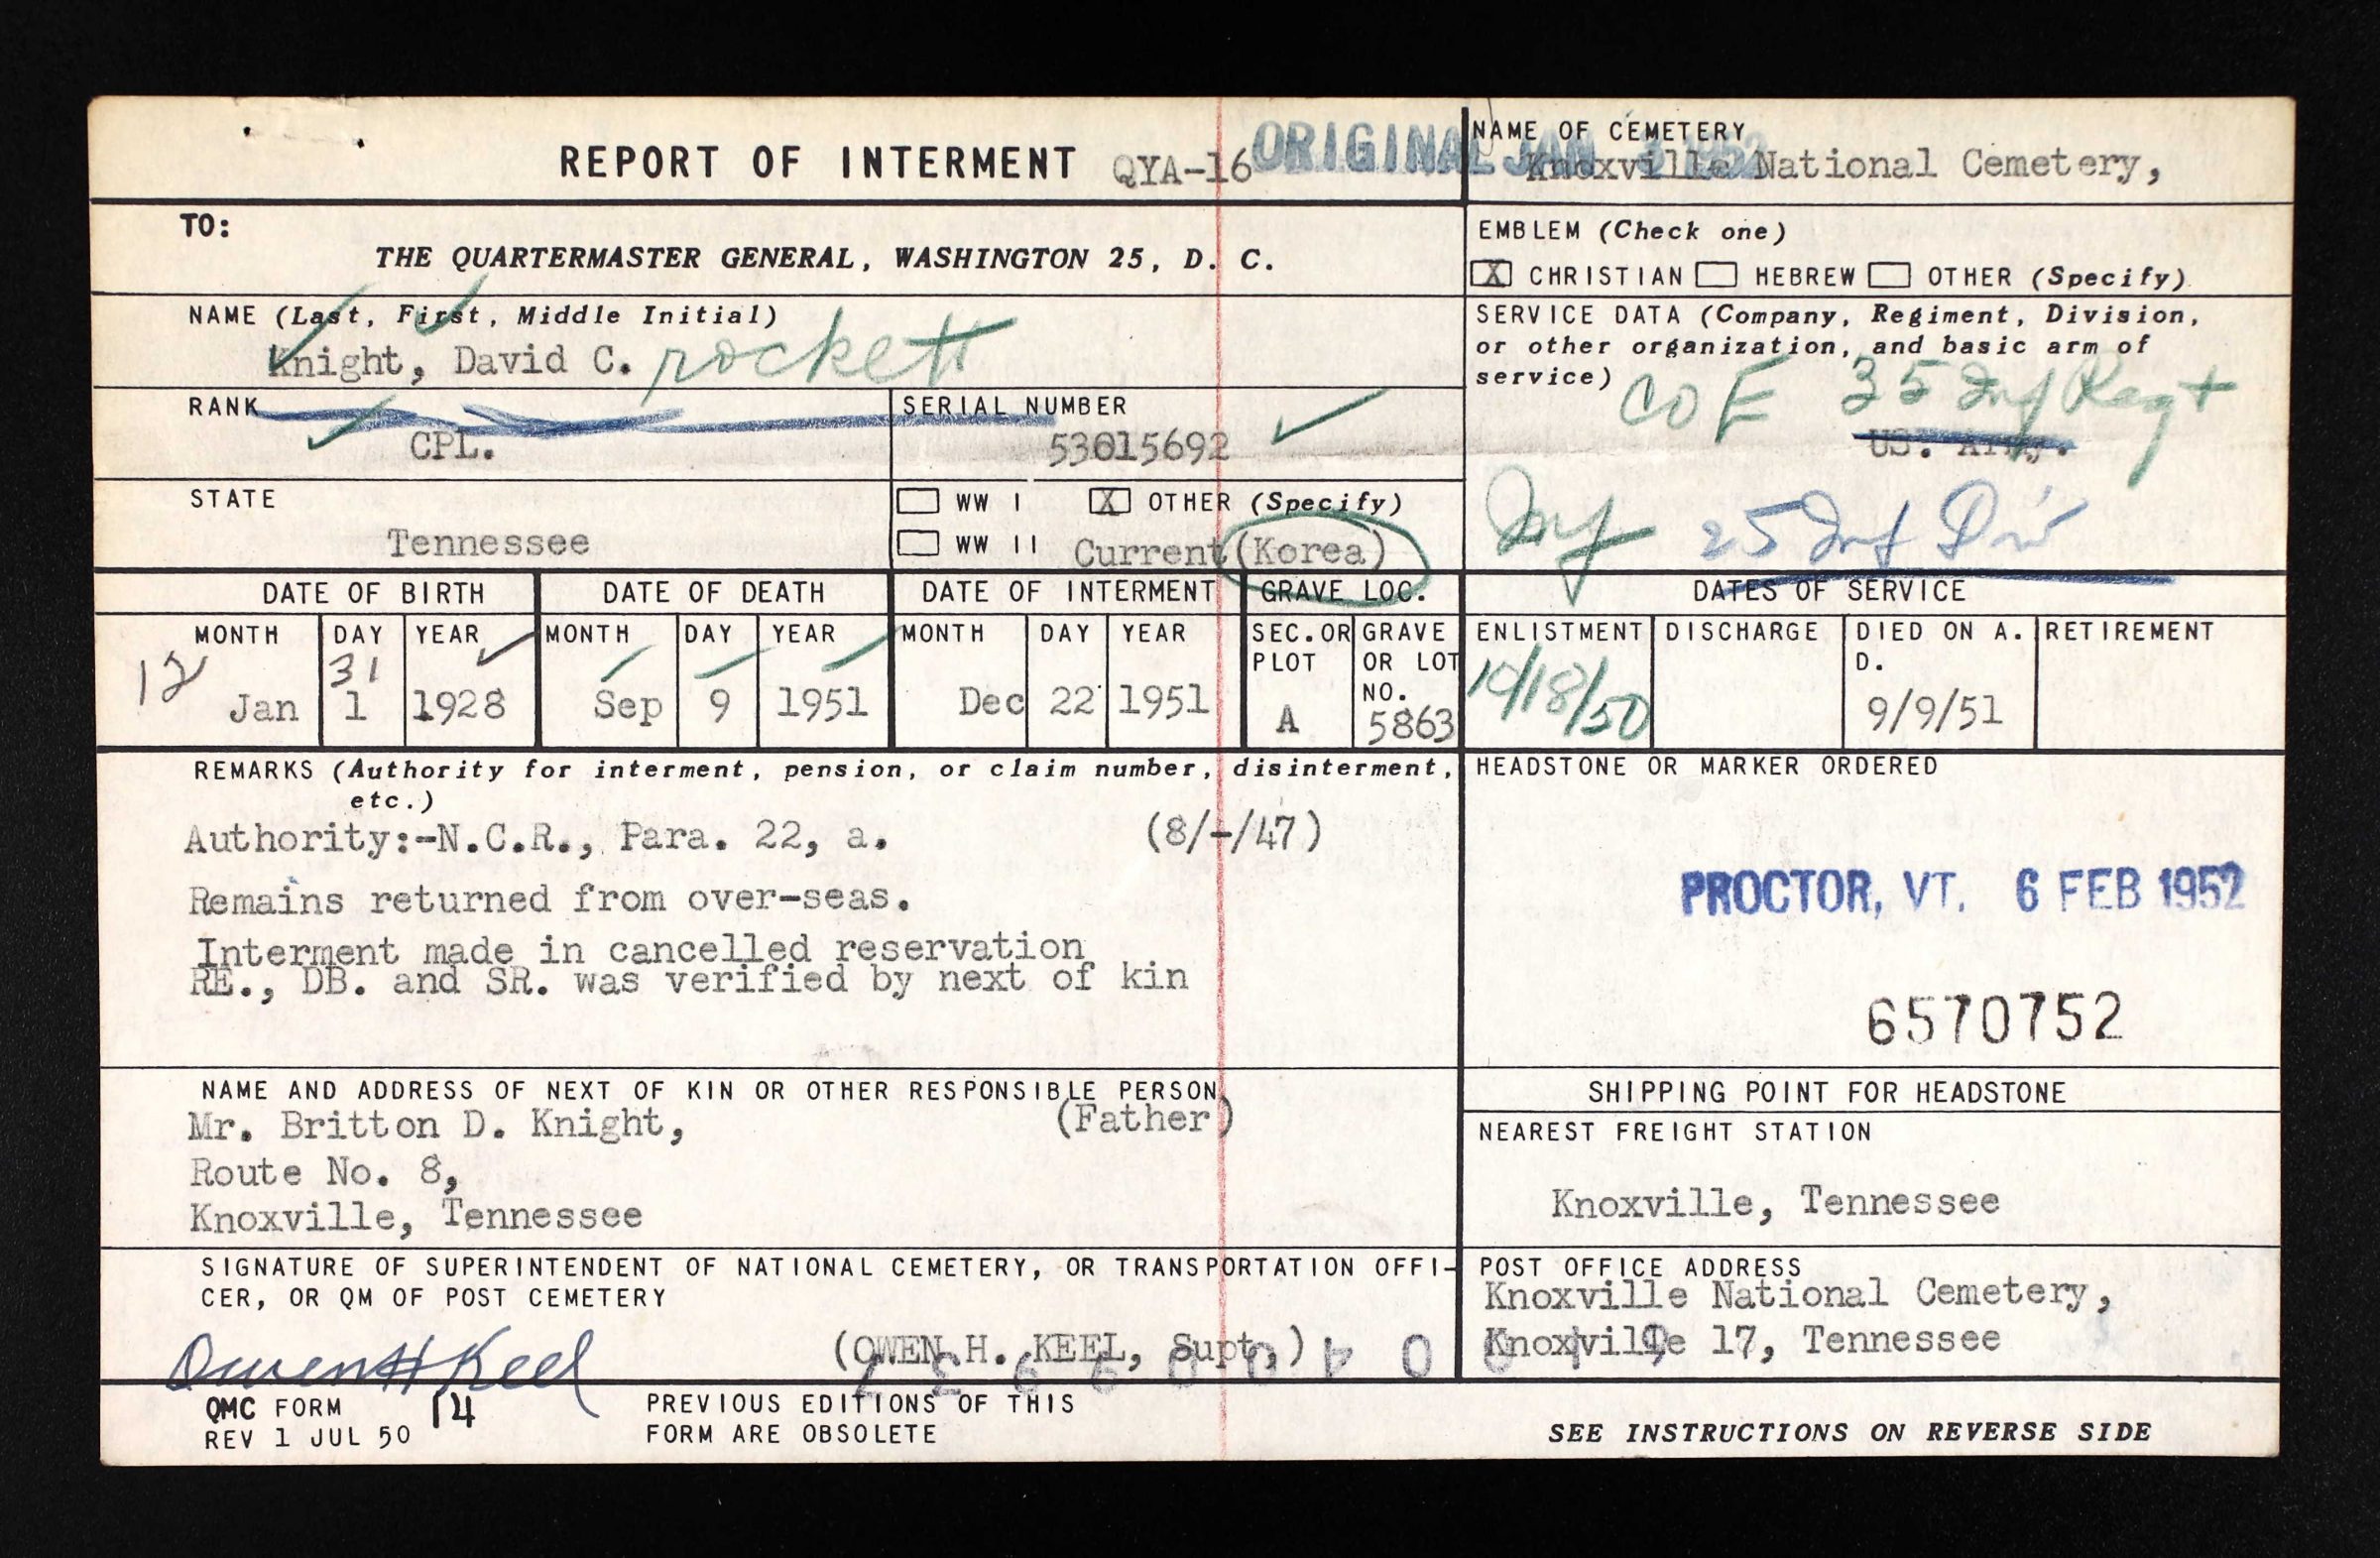 REPORT OF INTERMENT QYA-16 ORIGINAL
NAME OF CEMETERY
Knoxville National Cemetery,
TO:
THE QUARTERMASTER GENERAL, WASHINGTON 25, D. C.
EMBLEM (Check one)
X CHRISTIAN HEBREW OTHER (Specify)
NAME (Last, First, Middle Initial)
Knight, David C. rockett
SERVICE DATA (Company, Regiment, Division,
or other organization, and basic arm of
service)
CO E 35 Inf Regt
US. Army.
Inf 25 Inf Div
RANK
CPL.
SERIAL NUMBER
53015692
STATE
Tennessee
WW I X OTHER (Specify)
WW II Current (Korea)
DATE OF BIRTH DATE OF DEATH DATE OF INTERMENT GRAVE LOC. DATES OF SERVICE
MONTH DAY YEAR MONTH DAY YEAR MONTH DAY YEAR SEC. OR PLOT GRAVE OR LOT NO. ENLISTMENT DISCHARGE DIED ON A. D. RETIREMENT
12 31
Jan 1 1928 Sep 9 1951 Dec 22 1951 A 5863 10/18/50 9/9/51
REMARKS (Authority for interment, pension, or claim number, disinterment,
etc.)
Authority:-N.C.R., Para. 22, a. (8/-/47)
Remains returned from over-seas.
Interment made in cancelled reservation
RE., DB. and SR. was verified by next of kin
HEADSTONE OR MARKER ORDERED
PROCTOR, VT. 6 FEB 1952
6570752
NAME AND ADDRESS OF NEXT OF KIN OR OTHER RESPONSIBLE PERSON
Mr. Britton D. Knight, (Father)
Route No. 8,
Knoxville, Tennessee
SHIPPING POINT FOR HEADSTONE
NEAREST FREIGHT STATION
Knoxville, Tennessee
SIGNATURE OF SUPERINTENDENT OF NATIONAL CEMETERY, OR TRANSPORTATION OFFI-
CER, OR QM OF POST CEMETERY
Owen H Keel
(OWEN H. KEEL, Supt.,)
POST OFFICE ADDRESS
Knoxville National Cemetery,
Knoxville 17, Tennessee
QMC FORM 14
REV 1 JUL 50
PREVIOUS EDITIONS OF THIS
FORM ARE OBSOLETE
SEE INSTRUCTIONS ON REVERSE SIDE